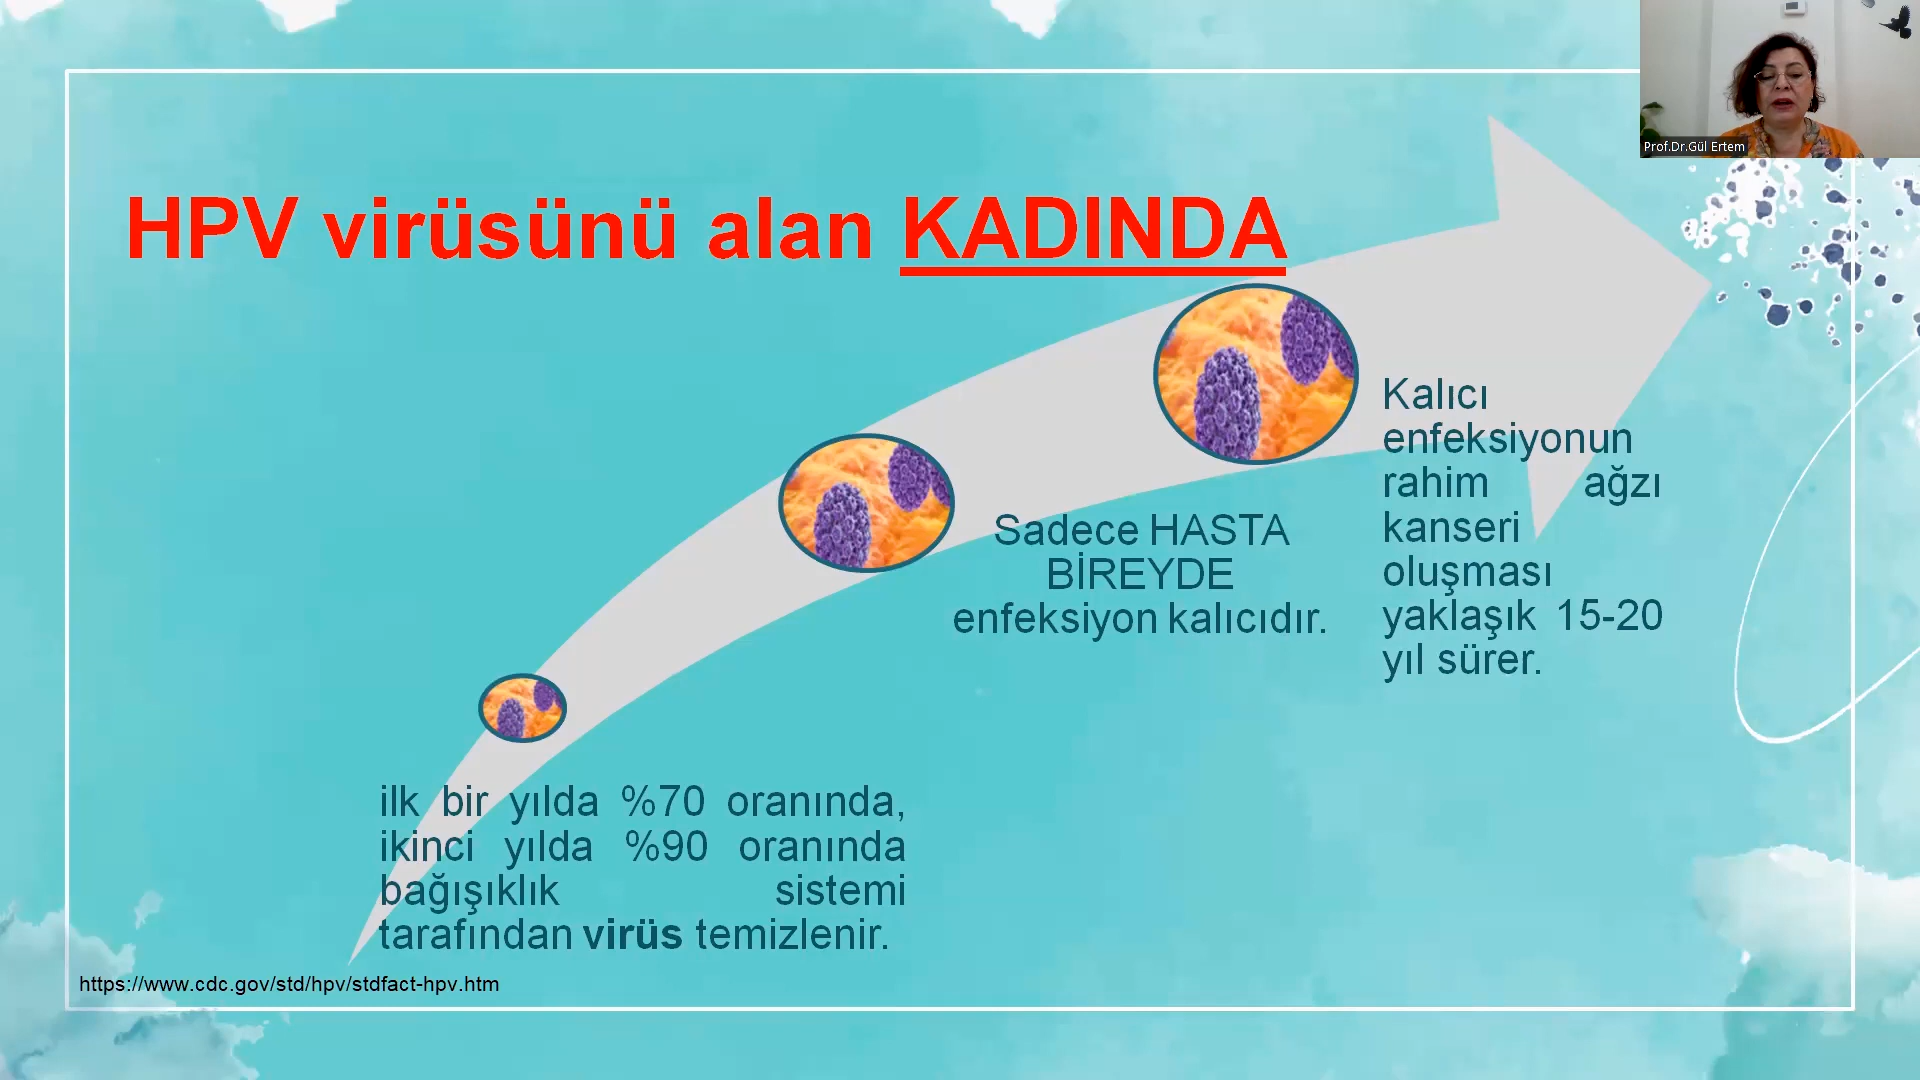 Prof.Dr.Gül Ertem
HPV virüsünü alan KADINDA
Kalıcı
enfeksiyonun
rahim ağzı
kanseri
oluşması
yaklaşık 15-20
yıl sürer.
Sadece HASTA
BİREYDE
enfeksiyon kalıcıdır.
ilk bir yılda %70 oranında,
ikinci yılda %90 oranında
bağışıklık sistemi
tarafından virüs temizlenir.
https://www.cdc.gov/std/hpv/stdfact-hpv.htm